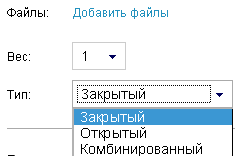 Файлы: Добавить файлы
Вес: 1
Тип: Закрытый
Закрытый
Открытый
Комбинированный